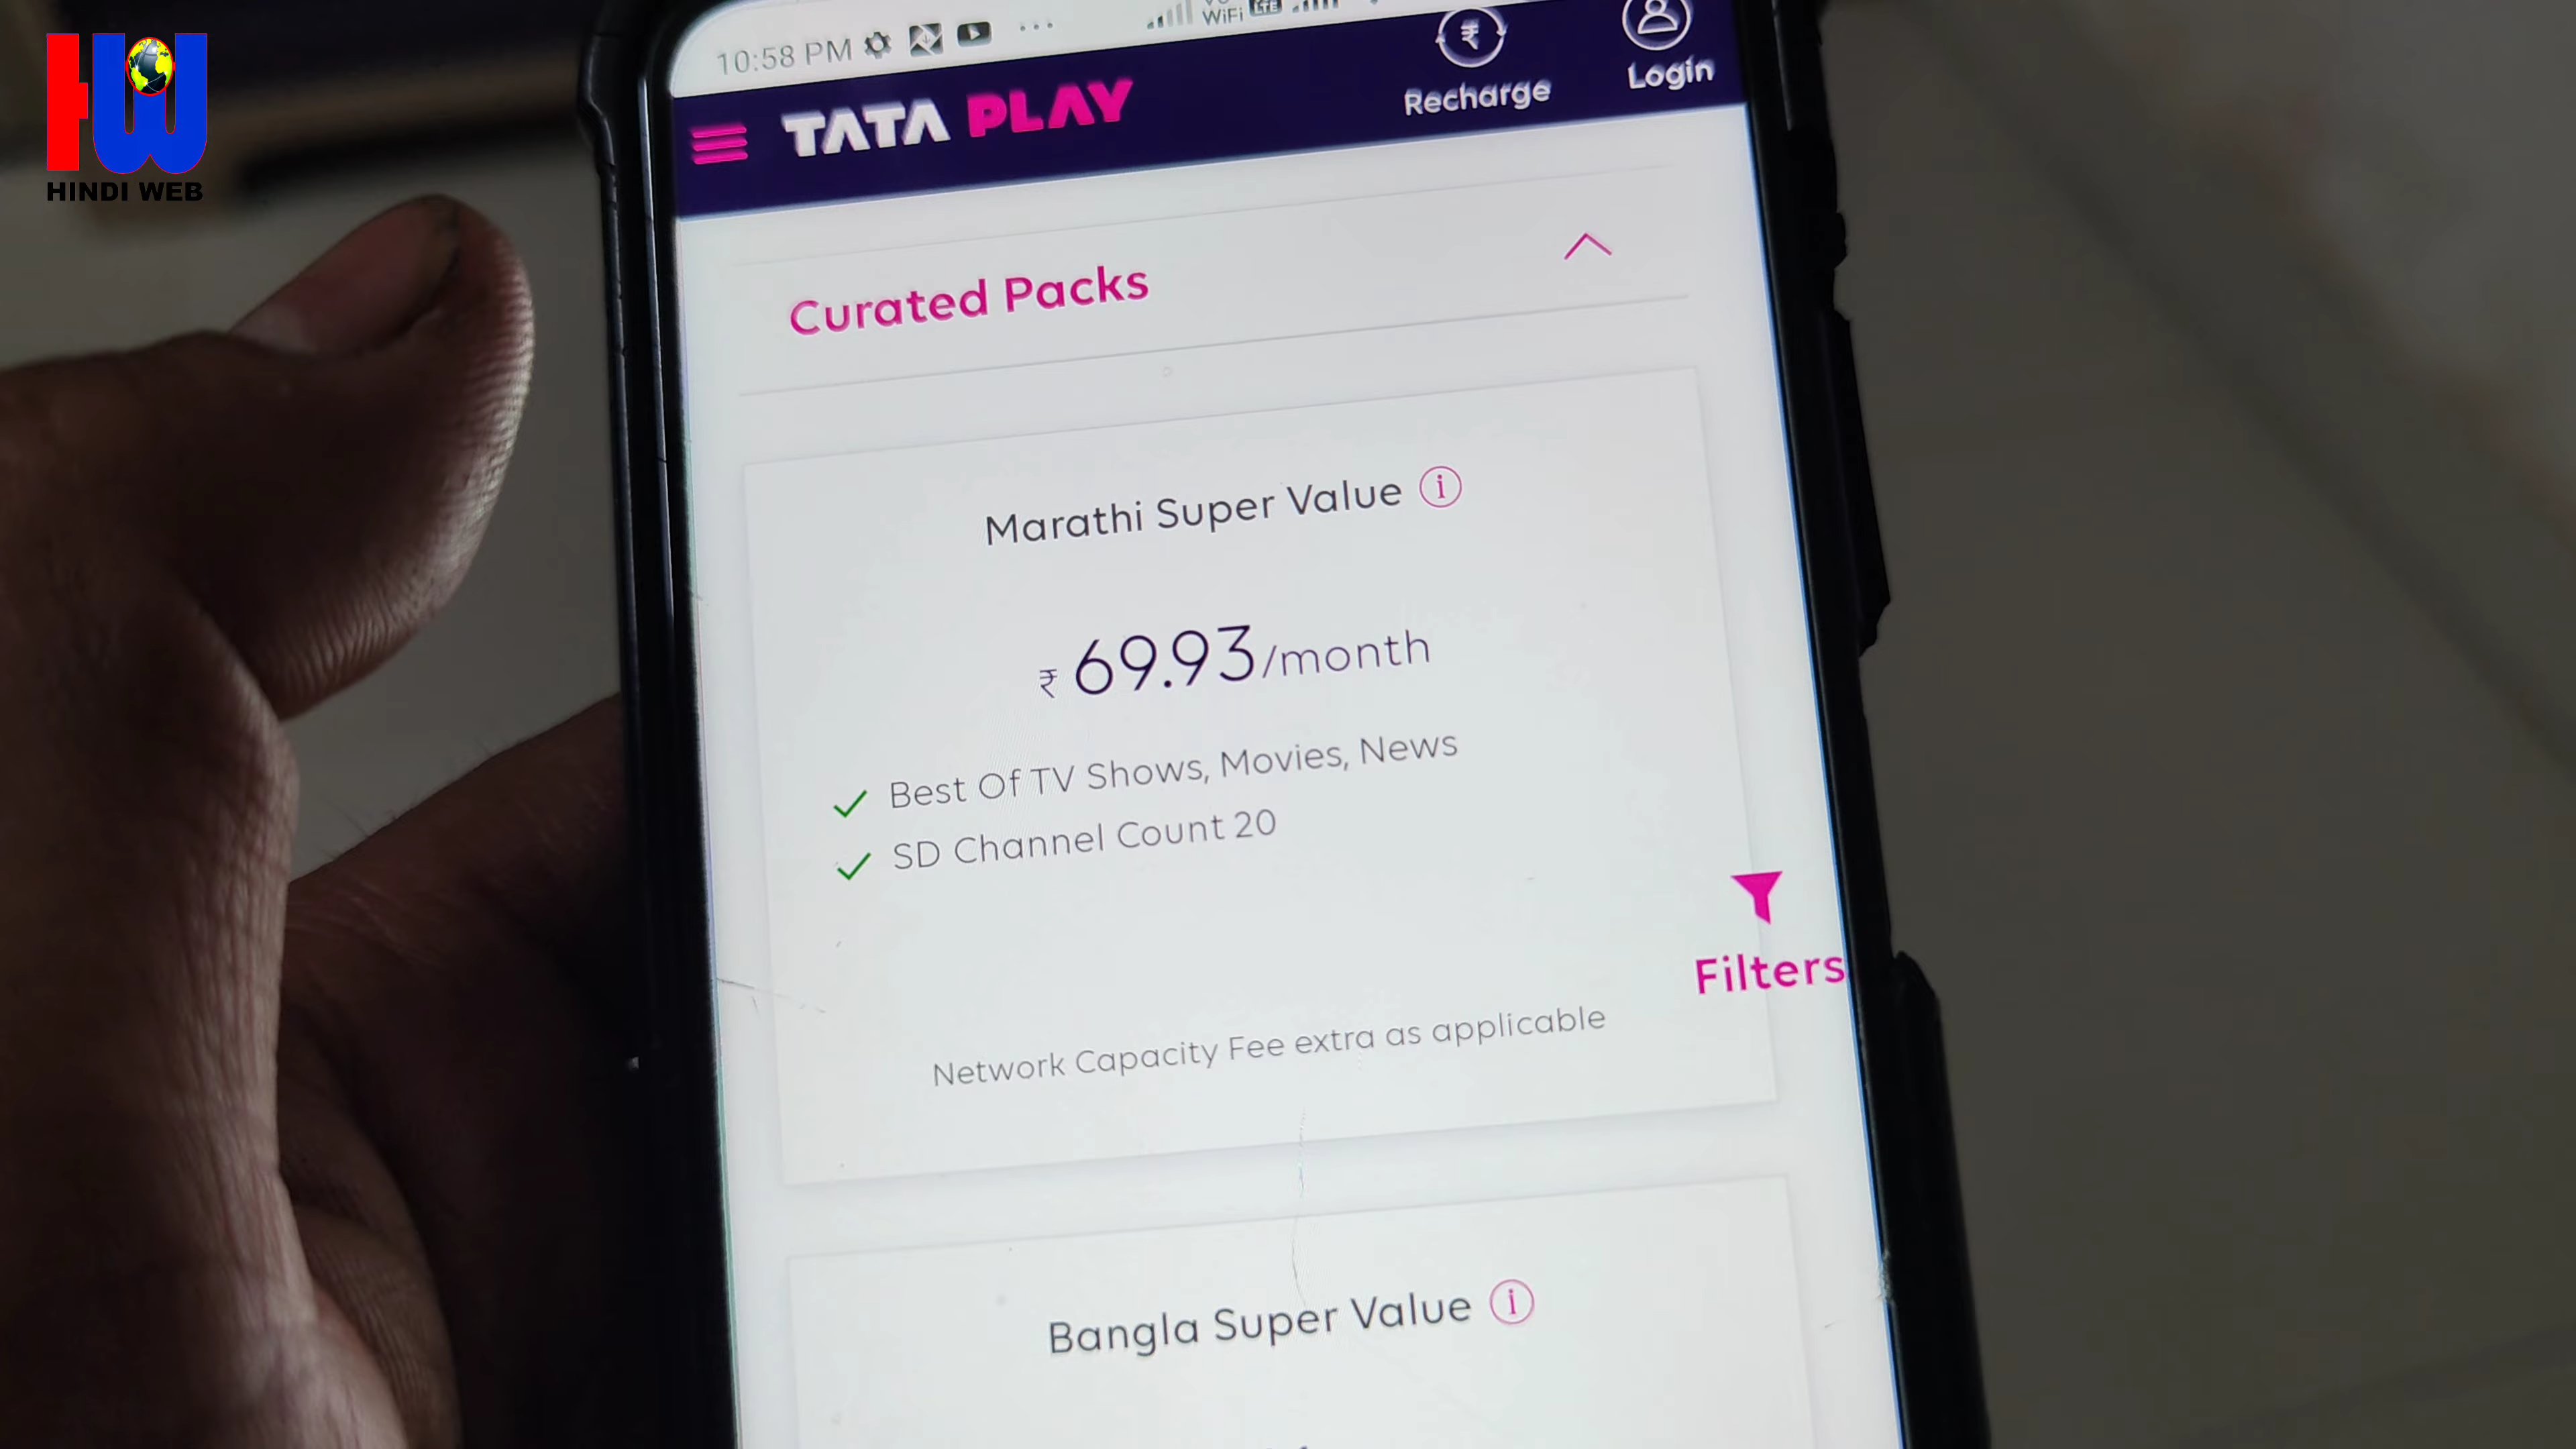 HINDI WEB
10:58 PM
WiFi LTE
TATA PLAY
Recharge
Login
Curated Packs
Marathi Super Value
₹ 69.93/month
Best Of TV Shows, Movies, News
SD Channel Count 20
Filters
Network Capacity Fee extra as applicable
Bangla Super Value